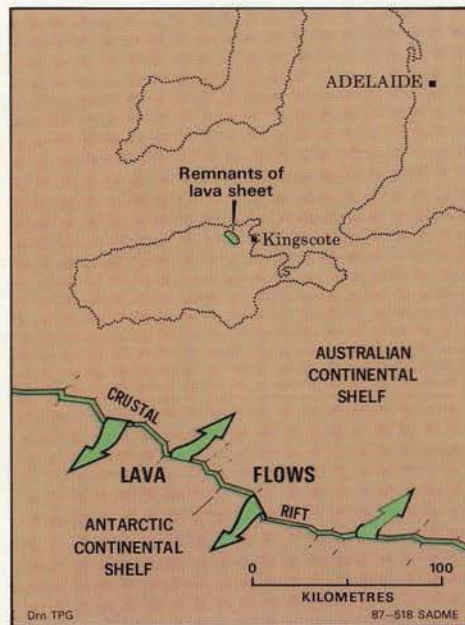 ADELAIDE
Remnants of
lava sheet
Kingscote
AUSTRALIAN
CONTINENTAL
SHELF
CRUSTAL
LAVA FLOWS
RIFT
ANTARCTIC
CONTINENTAL
SHELF
0 100
KILOMETRES
Drn TPG 87-518 SADME